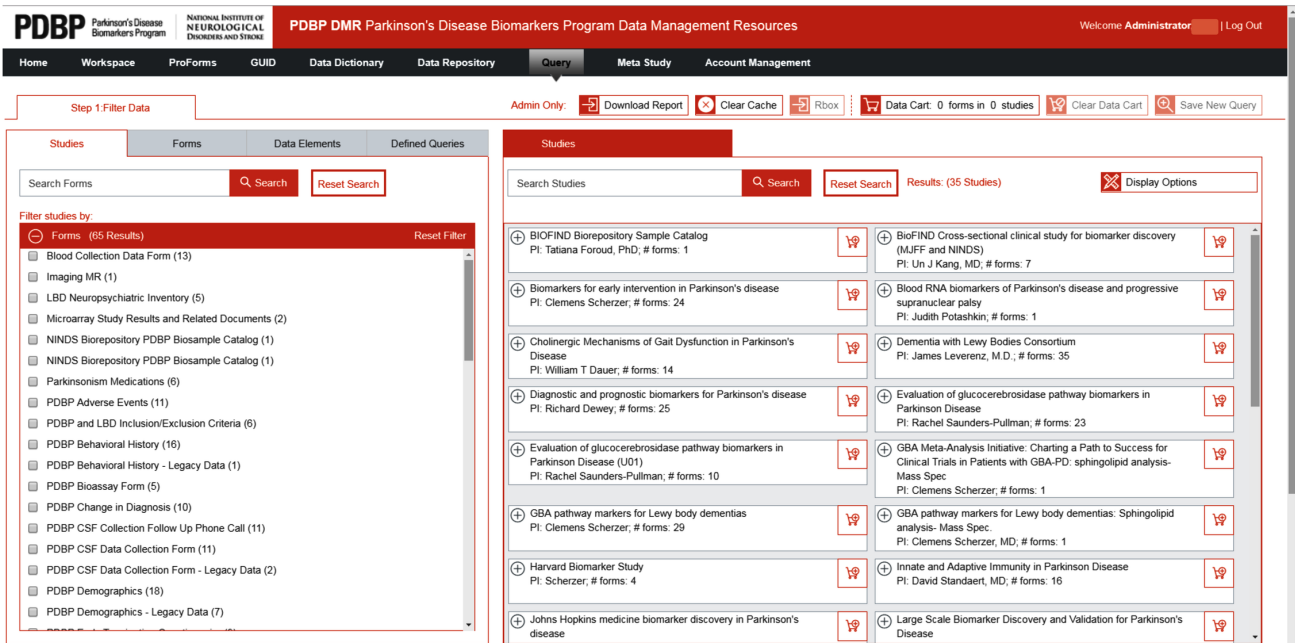 PDBP Parkinson's Disease Biomarkers Program
NATIONAL INSTITUTE OF NEUROLOGICAL DISORDERS AND STROKE
PDBP DMR Parkinson's Disease Biomarkers Program Data Management Resources
Welcome Administrator | Log Out
Home Workspace ProForms GUID Data Dictionary Data Repository Query Meta Study Account Management
Step 1:Filter Data
Admin Only: Download Report Clear Cache Rbox Data Cart: 0 forms in 0 studies Clear Data Cart Save New Query
Studies Forms Data Elements Defined Queries
Search Forms Search Reset Search
Filter studies by:
Forms (65 Results) Reset Filter
Blood Collection Data Form (13)
Imaging MR (1)
LBD Neuropsychiatric Inventory (5)
Microarray Study Results and Related Documents (2)
NINDS Biorepository PDBP Biosample Catalog (1)
NINDS Biorepository PDBP Biosample Catalog (1)
Parkinsonism Medications (6)
PDBP Adverse Events (11)
PDBP and LBD Inclusion/Exclusion Criteria (6)
PDBP Behavioral History (16)
PDBP Behavioral History - Legacy Data (1)
PDBP Bioassay Form (5)
PDBP Change in Diagnosis (10)
PDBP CSF Collection Follow Up Phone Call (11)
PDBP CSF Data Collection Form (11)
PDBP CSF Data Collection Form - Legacy Data (2)
PDBP Demographics (18)
PDBP Demographics - Legacy Data (7)
Studies
Search Studies Search Reset Search Results: (35 Studies) Display Options
BIOFIND Biorepository Sample Catalog
PI: Tatiana Foroud, PhD; # forms: 1
BioFIND Cross-sectional clinical study for biomarker discovery
(MJFF and NINDS)
PI: Un J Kang, MD; # forms: 7
Biomarkers for early intervention in Parkinson's disease
PI: Clemens Scherzer; # forms: 24
Blood RNA biomarkers of Parkinson's disease and progressive
supranuclear palsy
PI: Judith Potashkin; # forms: 1
Cholinergic Mechanisms of Gait Dysfunction in Parkinson's
Disease
PI: William T Dauer; # forms: 14
Dementia with Lewy Bodies Consortium
PI: James Leverenz, M.D.; # forms: 35
Diagnostic and prognostic biomarkers for Parkinson's disease
PI: Richard Dewey; # forms: 25
Evaluation of glucocerebrosidase pathway biomarkers in
Parkinson Disease
PI: Rachel Saunders-Pullman; # forms: 23
Evaluation of glucocerebrosidase pathway biomarkers in
Parkinson Disease (U01)
PI: Rachel Saunders-Pullman; # forms: 10
GBA Meta-Analysis Initiative: Charting a Path to Success for
Clinical Trials in Patients with GBA-PD: sphingolipid analysis-
Mass Spec
PI: Clemens Scherzer; # forms: 1
GBA pathway markers for Lewy body dementias
PI: Clemens Scherzer; # forms: 29
GBA pathway markers for Lewy body dementias: Sphingolipid
analysis- Mass Spec.
PI: Clemens Scherzer, MD; # forms: 1
Harvard Biomarker Study
PI: Scherzer; # forms: 4
Innate and Adaptive Immunity in Parkinson Disease
PI: David Standaert, MD; # forms: 16
Johns Hopkins medicine biomarker discovery in Parkinson's
disease
Large Scale Biomarker Discovery and Validation for Parkinson's
Disease